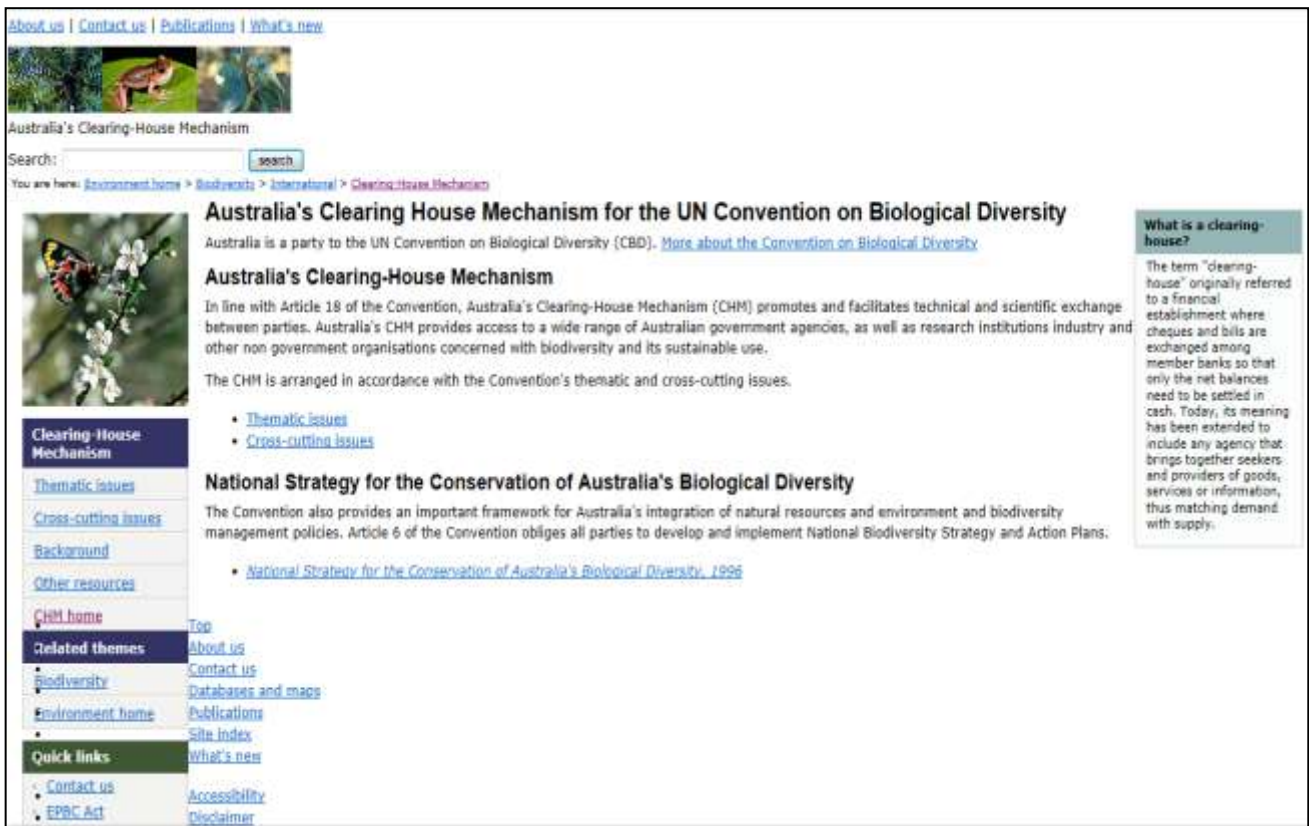 About us | Contact us | Publications | What's new
Australia's Clearing-House Mechanism
Search:
search
You are here: Environment home > Biodiversity > International > Clearing-House Mechanism
Australia's Clearing House Mechanism for the UN Convention on Biological Diversity
Australia is a party to the UN Convention on Biological Diversity (CBD). More about the Convention on Biological Diversity
Australia's Clearing-House Mechanism
In line with Article 18 of the Convention, Australia's Clearing-House Mechanism (CHM) promotes and facilitates technical and scientific exchange
between parties. Australia's CHM provides access to a wide range of Australian government agencies, as well as research institutions industry and
other non government organisations concerned with biodiversity and its sustainable use.
The CHM is arranged in accordance with the Convention's thematic and cross-cutting issues.
• Thematic issues
• Cross-cutting issues
National Strategy for the Conservation of Australia's Biological Diversity
The Convention also provides an important framework for Australia's integration of natural resources and environment and biodiversity
management policies. Article 6 of the Convention obliges all parties to develop and implement National Biodiversity Strategy and Action Plans.
• National Strategy for the Conservation of Australia's Biological Diversity, 1996
What is a clearing-
house?
The term "clearing-
house" originally referred
to a financial
establishment where
cheques and bills are
exchanged among
member banks so that
only the net balances
need to be settled in
cash. Today, its meaning
has been extended to
include any agency that
brings together seekers
and providers of goods,
services or information,
thus matching demand
with supply.
Clearing-House
Mechanism
Thematic issues
Cross-cutting issues
Background
Other resources
CHM home
Related themes
Biodiversity
Environment home
Quick links
Contact us
EPBC Act
Top
About us
Contact us
Databases and maps
Publications
Site index
What's new
Accessibility
Disclaimer